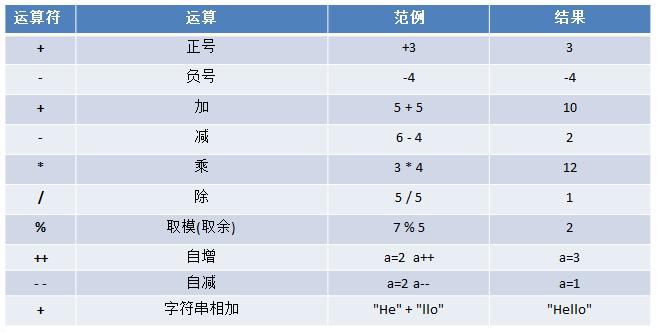 运算符 运算 范例 结果
+ 正号 +3 3
- 负号 -4 -4
+ 加 5 + 5 10
- 减 6 - 4 2
* 乘 3 * 4 12
/ 除 5 / 5 1
% 取模(取余) 7 % 5 2
++ 自增 a=2 a++ a=3
- - 自减 a=2 a-- a=1
+ 字符串相加 "He" + "llo" "Hello"